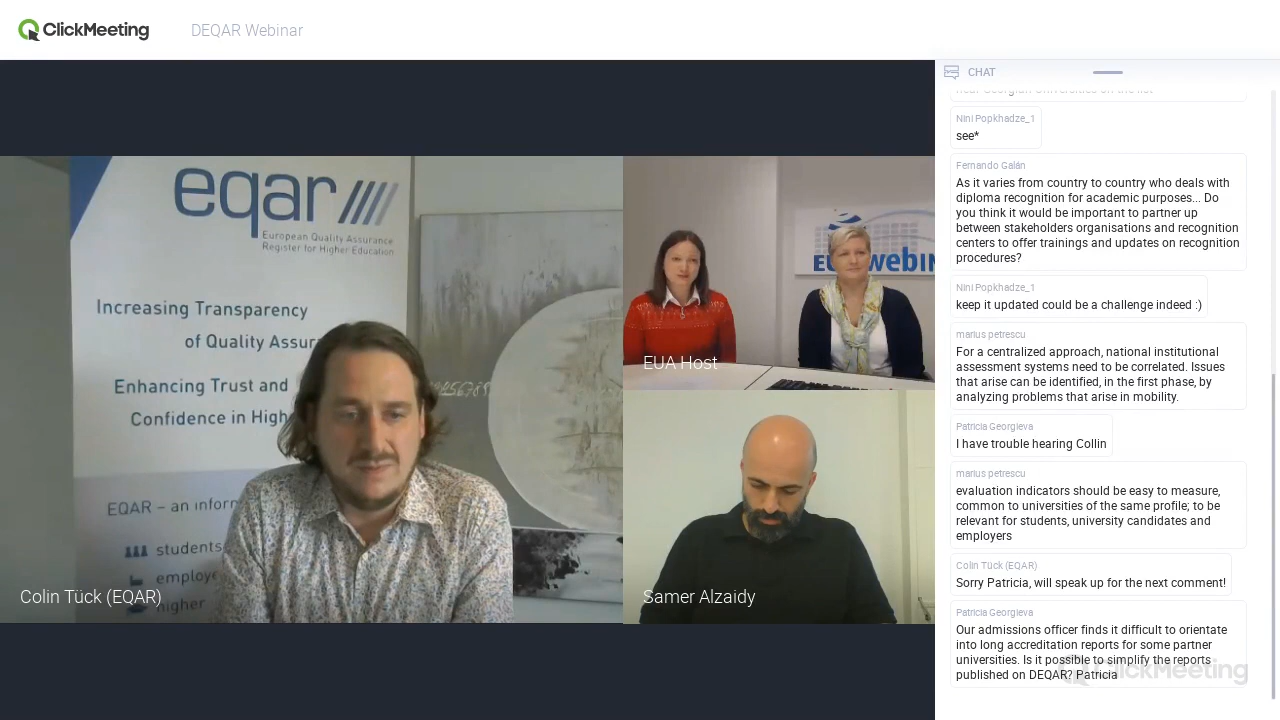 ClickMeeting
DEQAR Webinar
eqar
European Quality Assurance
Register for Higher Education
Increasing Transparency
of Quality Assur
Enhancing Trust and
Confidence in High
EQAR – an inform
students
employe
higher
Colin Tück (EQAR)
EUA Host
Samer Alzaidy
CHAT
Nini Popkhadze_1
see*
Fernando Galán
As it varies from country to country who deals with
diploma recognition for academic purposes... Do
you think it would be important to partner up
between stakeholders organisations and recognition
centers to offer trainings and updates on recognition
procedures?
Nini Popkhadze_1
keep it updated could be a challenge indeed :)
marius petrescu
For a centralized approach, national institutional
assessment systems need to be correlated. Issues
that arise can be identified, in the first phase, by
analyzing problems that arise in mobility.
Patricia Georgieva
I have trouble hearing Collin
marius petrescu
evaluation indicators should be easy to measure,
common to universities of the same profile; to be
relevant for students, university candidates and
employers
Colin Tück (EQAR)
Sorry Patricia, will speak up for the next comment!
Patricia Georgieva
Our admissions officer finds it difficult to orientate
into long accreditation reports for some partner
universities. Is it possible to simplify the reports
published on DEQAR? Patricia
ClickMeeting